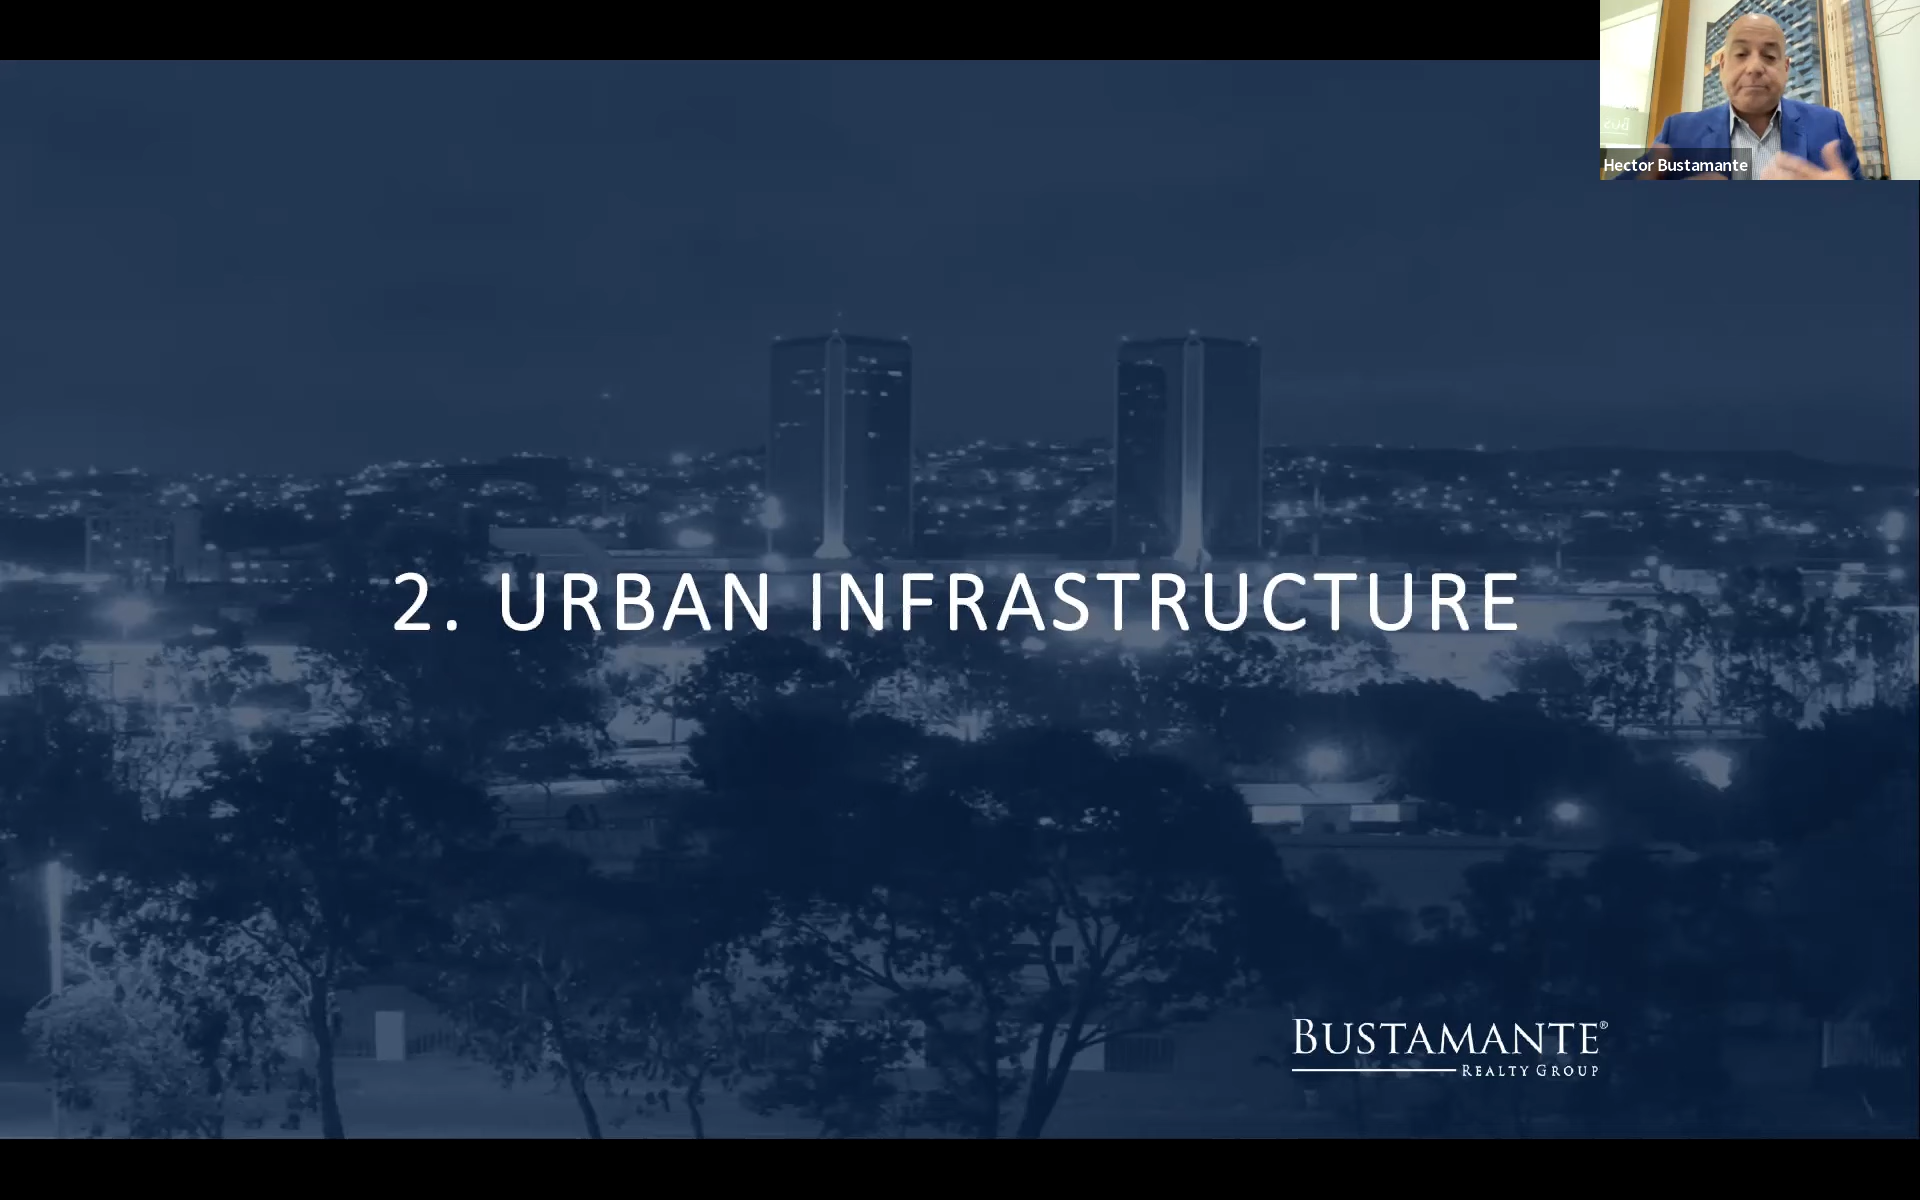 Hector Bustamante
2. URBAN INFRASTRUCTURE
BUSTAMANTE®
REALTY GROUP